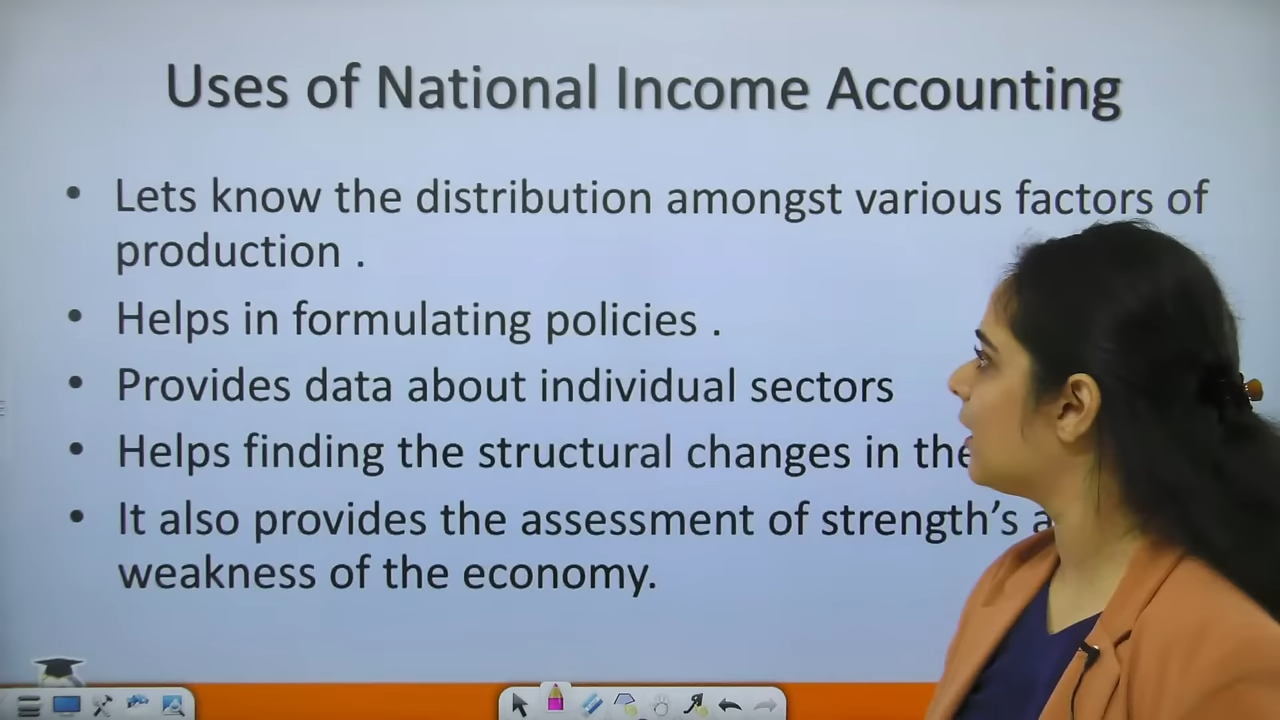 Uses of National Income Accounting
• Lets know the distribution amongst various factors of
production .
• Helps in formulating policies .
• Provides data about individual sectors
• Helps finding the structural changes in the
• It also provides the assessment of strength’s
weakness of the economy.